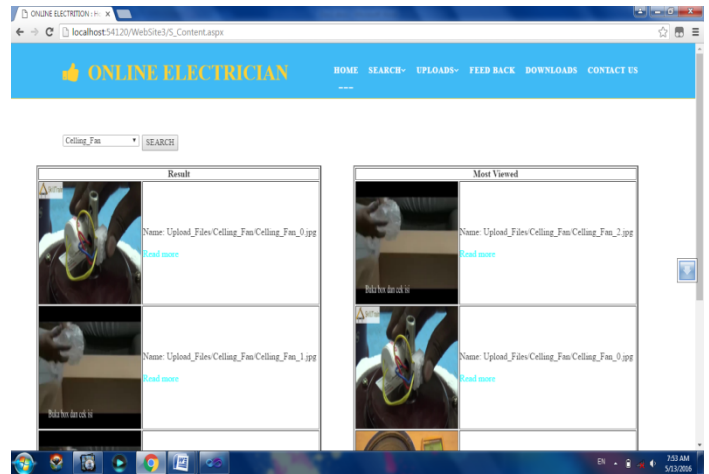 ONLINE ELECTRITION : H
localhost:54120/WebSite3/S_Content.aspx
ONLINE ELECTRICIAN
HOME SEARCH UPLOADS FEED BACK DOWNLOADS CONTACT US
Celling_Fan SEARCH
Result
Name: Upload_Files/Celling_Fan/Celling_Fan_0.jpg
Read more
Buka box dan cek isi
Name: Upload_Files/Celling_Fan/Celling_Fan_1.jpg
Read more
Most Viewed
Buka box dan cek isi
Name: Upload_Files/Celling_Fan/Celling_Fan_2.jpg
Read more
Name: Upload_Files/Celling_Fan/Celling_Fan_0.jpg
Read more
EN
7:53 AM
5/13/2016